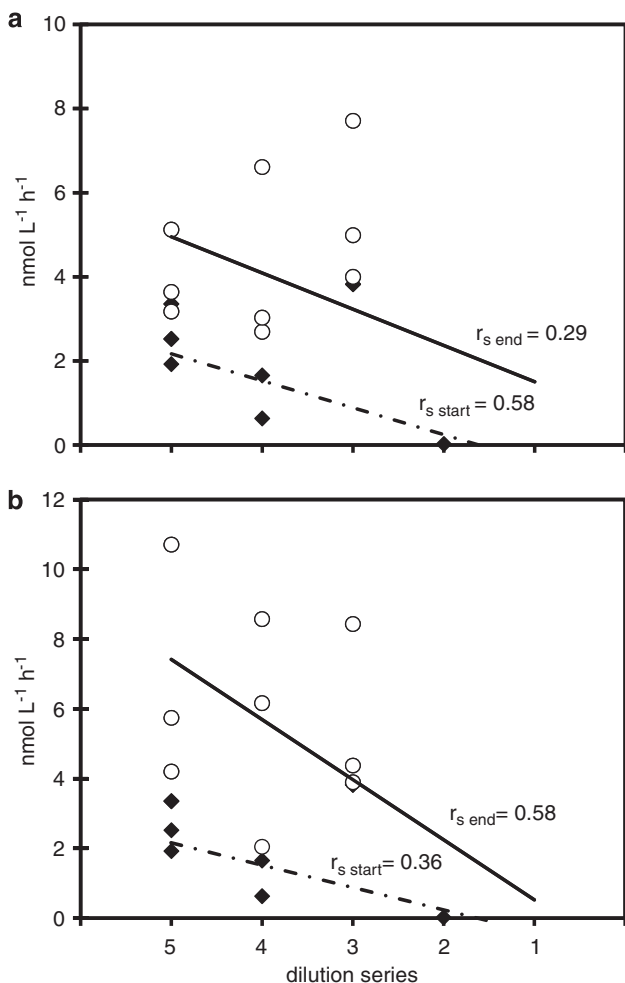 a
10
8
6
4
2
0
nmol L⁻¹ h⁻¹
rₛ ₑₙ𝒹 = 0.29
rₛ ₛₜₐᵣₜ = 0.58
b
12
10
8
6
4
2
0
nmol L⁻¹ h⁻¹
rₛ ₑₙ𝒹= 0.58
rₛ ₛₜₐᵣₜ= 0.36
5 4 3 2 1
dilution series